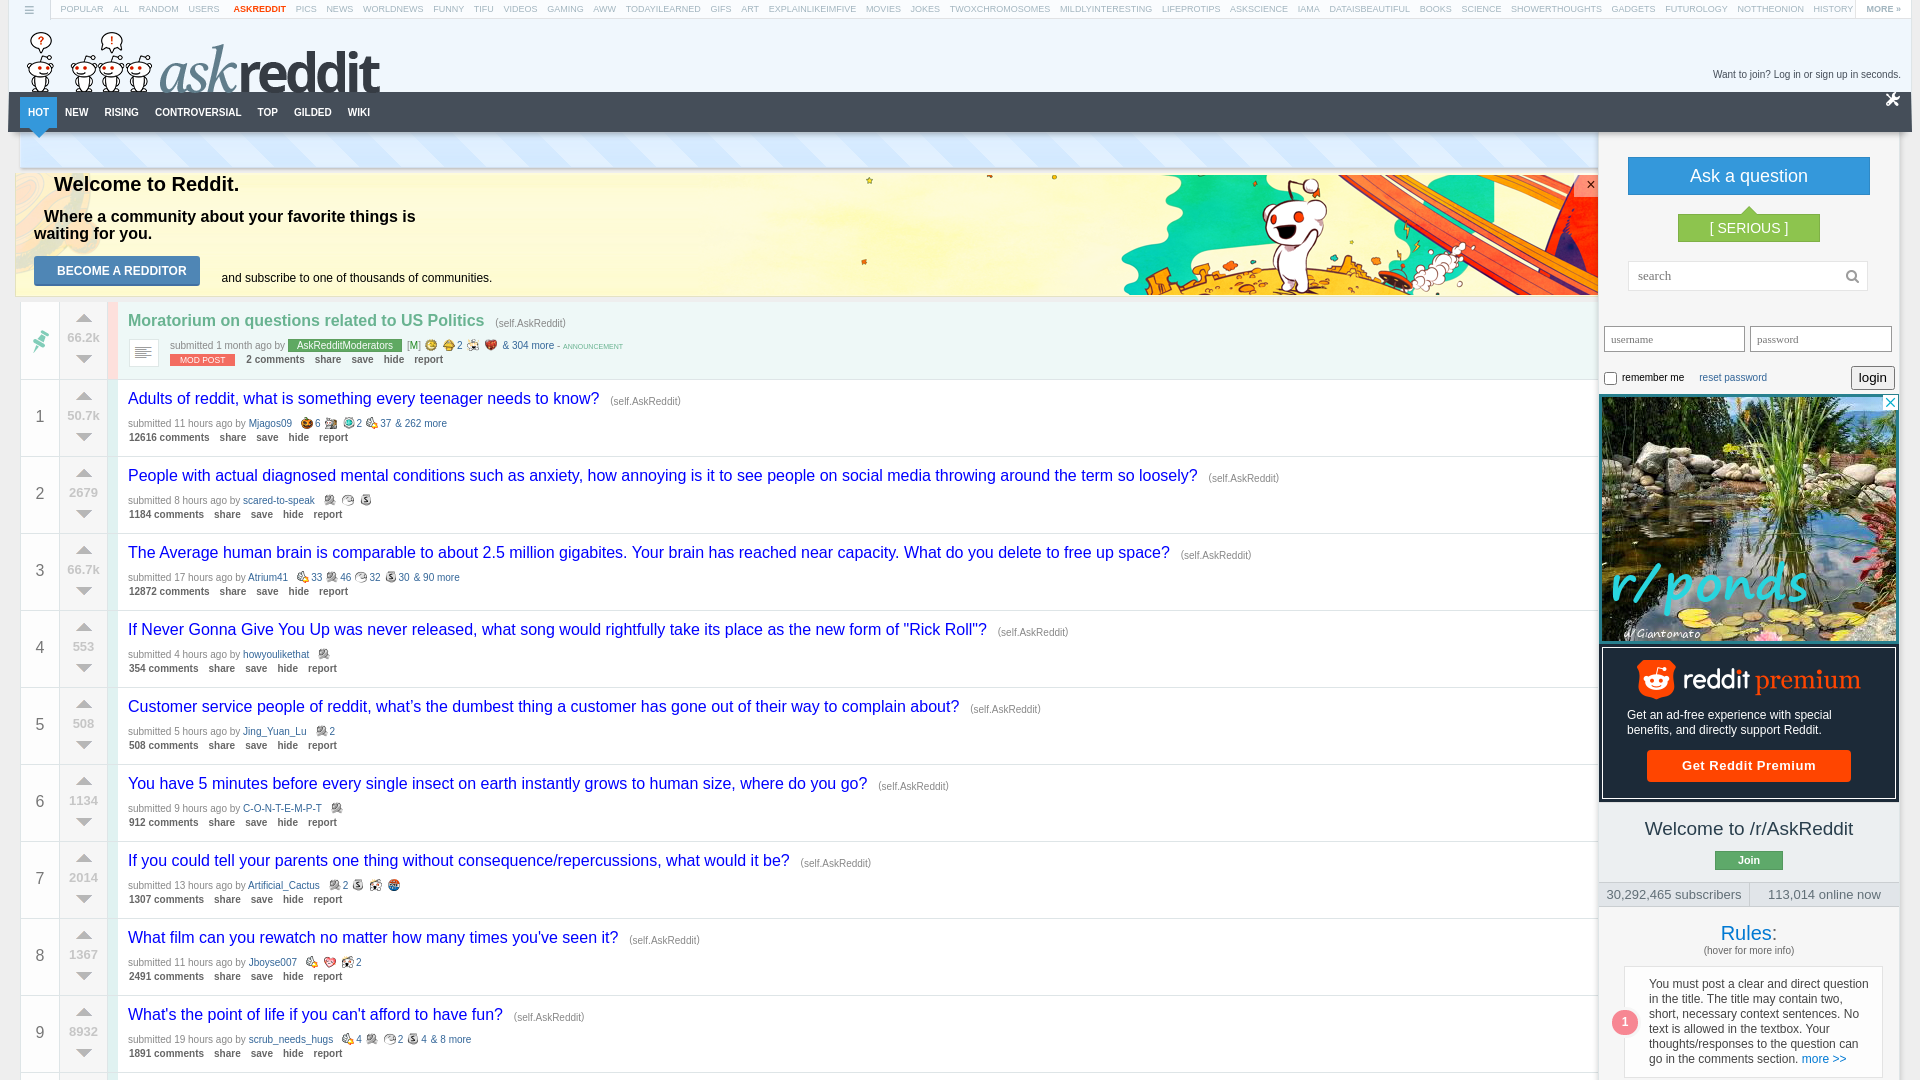 POPULAR ALL RANDOM USERS ASKREDDIT PICS NEWS WORLDNEWS FUNNY TIFU VIDEOS GAMING AWW TODAYILEARNED GIFS ART EXPLAINLIKEIMFIVE MOVIES JOKES TWOXCHROMOSOMES MILDLYINTERESTING LIFEPROTIPS ASKSCIENCE IAMA DATAISBEAUTIFUL BOOKS SCIENCE SHOWERTHOUGHTS GADGETS FUTUROLOGY NOTTHEONION HISTORY MORE »
? !
askreddit
Want to join? Log in or sign up in seconds.
HOT NEW RISING CONTROVERSIAL TOP GILDED WIKI
Welcome to Reddit.
Where a community about your favorite things is
waiting for you.
BECOME A REDDITOR and subscribe to one of thousands of communities.
×
66.2k
Moratorium on questions related to US Politics (self.AskReddit)
submitted 1 month ago by AskRedditModerators [M] 2 & 304 more - ANNOUNCEMENT
MOD POST 2 comments share save hide report
1
50.7k
Adults of reddit, what is something every teenager needs to know? (self.AskReddit)
submitted 11 hours ago by Mjagos09 6 2 37 & 262 more
12616 comments share save hide report
2
2679
People with actual diagnosed mental conditions such as anxiety, how annoying is it to see people on social media throwing around the term so loosely? (self.AskReddit)
submitted 8 hours ago by scared-to-speak
1184 comments share save hide report
3
66.7k
The Average human brain is comparable to about 2.5 million gigabites. Your brain has reached near capacity. What do you delete to free up space? (self.AskReddit)
submitted 17 hours ago by Atrium41 33 46 32 30 & 90 more
12872 comments share save hide report
4
553
If Never Gonna Give You Up was never released, what song would rightfully take its place as the new form of "Rick Roll"? (self.AskReddit)
submitted 4 hours ago by howyoulikethat
354 comments share save hide report
5
508
Customer service people of reddit, what’s the dumbest thing a customer has gone out of their way to complain about? (self.AskReddit)
submitted 5 hours ago by Jing_Yuan_Lu 2
508 comments share save hide report
6
1134
You have 5 minutes before every single insect on earth instantly grows to human size, where do you go? (self.AskReddit)
submitted 9 hours ago by C-O-N-T-E-M-P-T
912 comments share save hide report
7
2014
If you could tell your parents one thing without consequence/repercussions, what would it be? (self.AskReddit)
submitted 13 hours ago by Artificial_Cactus 2
1307 comments share save hide report
8
1367
What film can you rewatch no matter how many times you've seen it? (self.AskReddit)
submitted 11 hours ago by Jboyse007 2
2491 comments share save hide report
9
8932
What's the point of life if you can't afford to have fun? (self.AskReddit)
submitted 19 hours ago by scrub_needs_hugs 4 2 4 & 8 more
1891 comments share save hide report
Ask a question
[ SERIOUS ]
search
username password
remember me reset password login
r/ponds
u/Giantomato
reddit premium
Get an ad-free experience with special
benefits, and directly support Reddit.
Get Reddit Premium
Welcome to /r/AskReddit
Join
30,292,465 subscribers 113,014 online now
Rules:
(hover for more info)
1
You must post a clear and direct question
in the title. The title may contain two,
short, necessary context sentences. No
text is allowed in the textbox. Your
thoughts/responses to the question can
go in the comments section. more >>